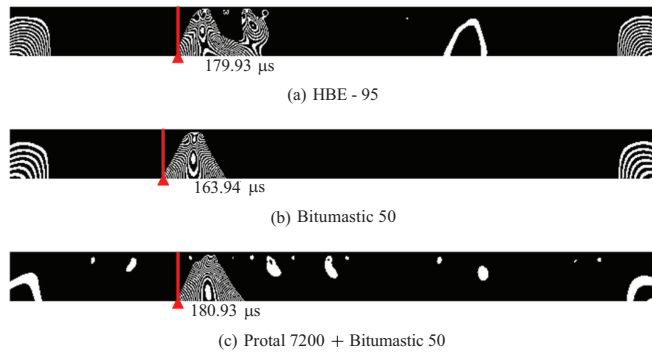 179.93 μs
(a) HBE - 95
163.94 μs
(b) Bitumastic 50
180.93 μs
(c) Protal 7200 + Bitumastic 50